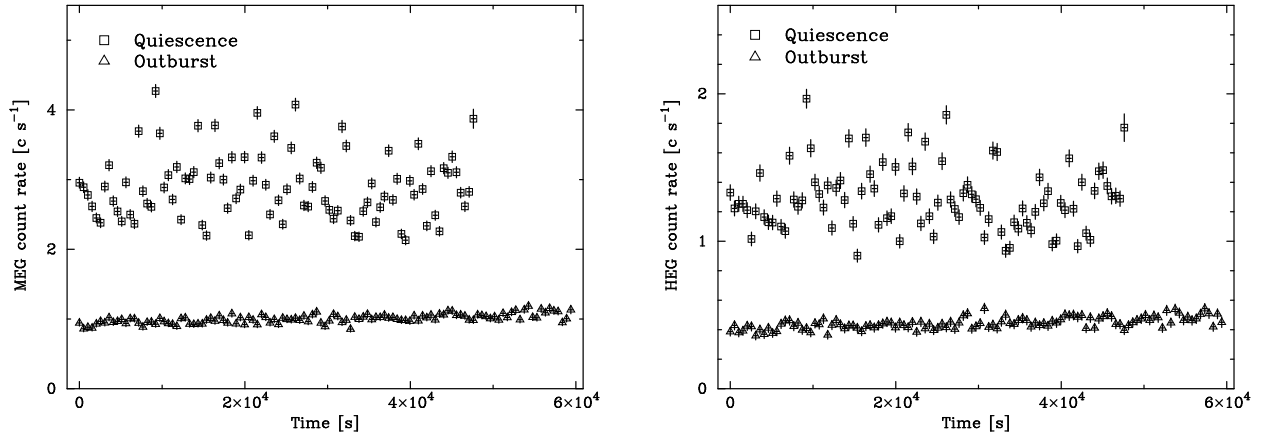 Quiescence
Outburst
MEG count rate [c s⁻¹]
4
2
0
0
2×10⁴
4×10⁴
6×10⁴
Time [s]
Quiescence
Outburst
HEG count rate [c s⁻¹]
2
1
0
0
2×10⁴
4×10⁴
6×10⁴
Time [s]